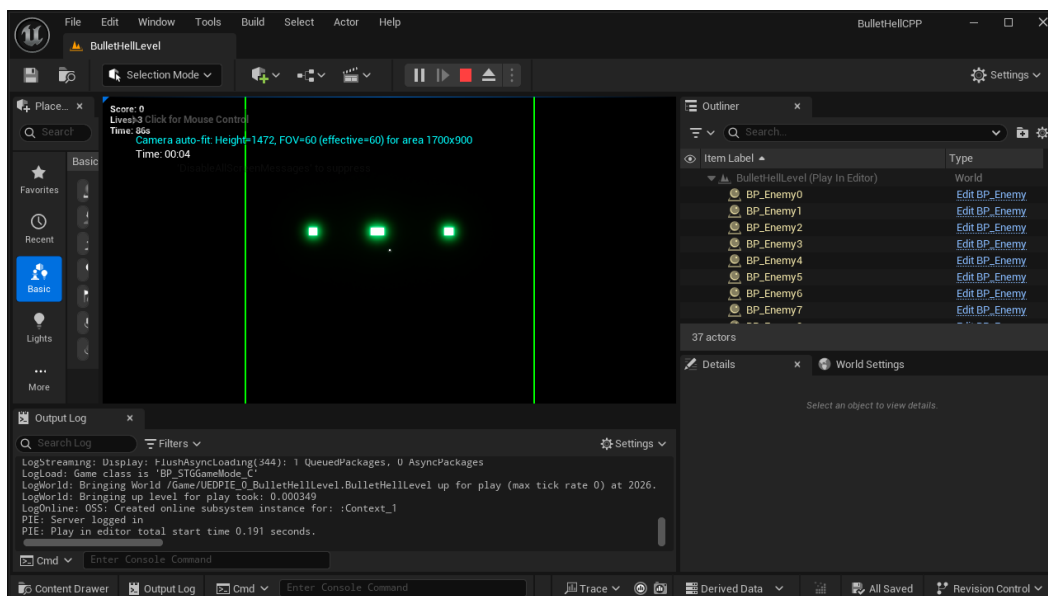 File Edit Window Tools Build Select Actor Help
BulletHellCPP
BulletHellLevel
Selection Mode
Settings
Place...
Search
Basic
Favorites
Recent
Basic
Lights
More
Score: 0
Lives: 3 Click for Mouse Control
Time: 86s
Camera auto-fit: Height=1472, FOV=60 (effective=60) for area 1700x900
Time: 00:04
Outliner
Search...
Item Label Type
BulletHellLevel (Play In Editor) World
BP_Enemy0 Edit BP_Enemy
BP_Enemy1 Edit BP_Enemy
BP_Enemy2 Edit BP_Enemy
BP_Enemy3 Edit BP_Enemy
BP_Enemy4 Edit BP_Enemy
BP_Enemy5 Edit BP_Enemy
BP_Enemy6 Edit BP_Enemy
BP_Enemy7 Edit BP_Enemy
37 actors
Details World Settings
Select an object to view details.
Output Log
Search Log Filters Settings
LogStreaming: Display: FlushAsyncLoading(344): 1 QueuedPackages, 0 AsyncPackages
LogLoad: Game class is 'BP_STGGameMode_C'
LogWorld: Bringing World /Game/UEDPIE_0_BulletHellLevel.BulletHellLevel up for play (max tick rate 0) at 2026.
LogWorld: Bringing up level for play took: 0.000349
LogOnline: OSS: Created online subsystem instance for: :Context_1
PIE: Server logged in
PIE: Play in editor total start time 0.191 seconds.
Cmd Enter Console Command
Content Drawer Output Log Cmd Enter Console Command Trace Derived Data All Saved Revision Control